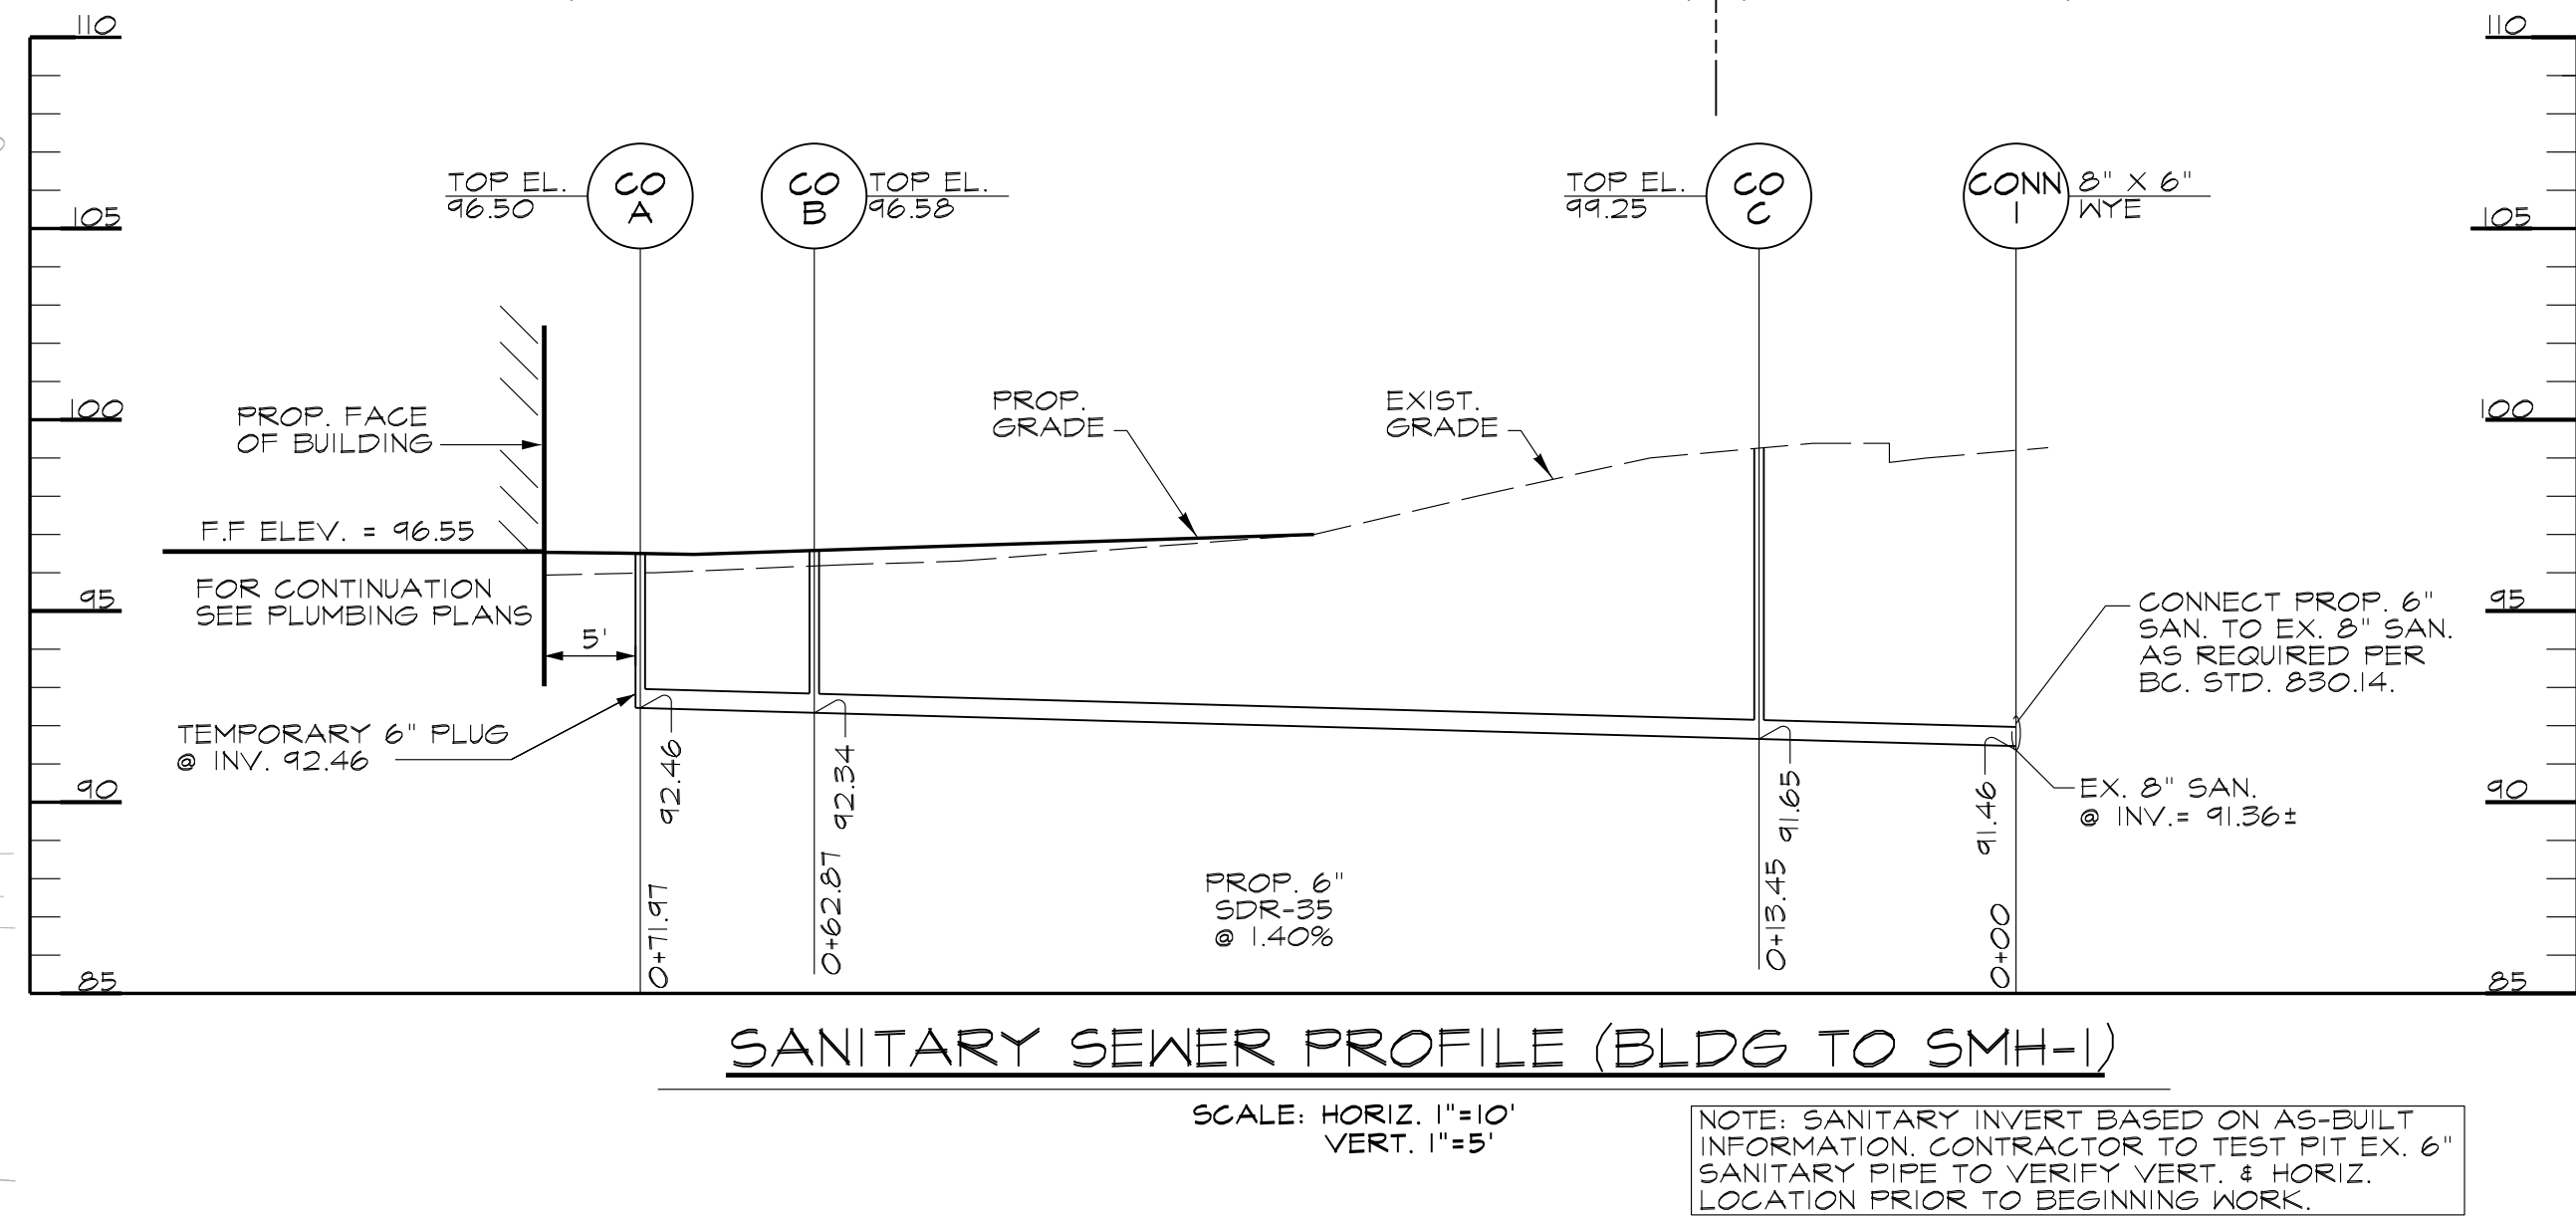 110
110
TOP EL.
96.50
CO
A
CO
B
TOP EL.
96.58
TOP EL.
99.25
CO
C
CONN
1
8" X 6"
WYE
105
105
PROP. FACE
OF BUILDING
PROP.
GRADE
EXIST.
GRADE
100
100
F.F ELEV. = 96.55
FOR CONTINUATION
SEE PLUMBING PLANS
95
95
5'
CONNECT PROP. 6"
SAN. TO EX. 8" SAN.
AS REQUIRED PER
BC. STD. 830.14.
TEMPORARY 6" PLUG
@ INV. 92.46
92.46
92.34
91.65
91.46
EX. 8" SAN.
@ INV.= 91.36±
90
90
0+71.97
0+62.87
PROP. 6"
SDR-35
@ 1.40%
0+13.45
0+00
85
85
SANITARY SEWER PROFILE (BLDG TO SMH-1)
SCALE: HORIZ. 1"=10'
VERT. 1"=5'
NOTE: SANITARY INVERT BASED ON AS-BUILT
INFORMATION. CONTRACTOR TO TEST PIT EX. 6"
SANITARY PIPE TO VERIFY VERT. & HORIZ.
LOCATION PRIOR TO BEGINNING WORK.